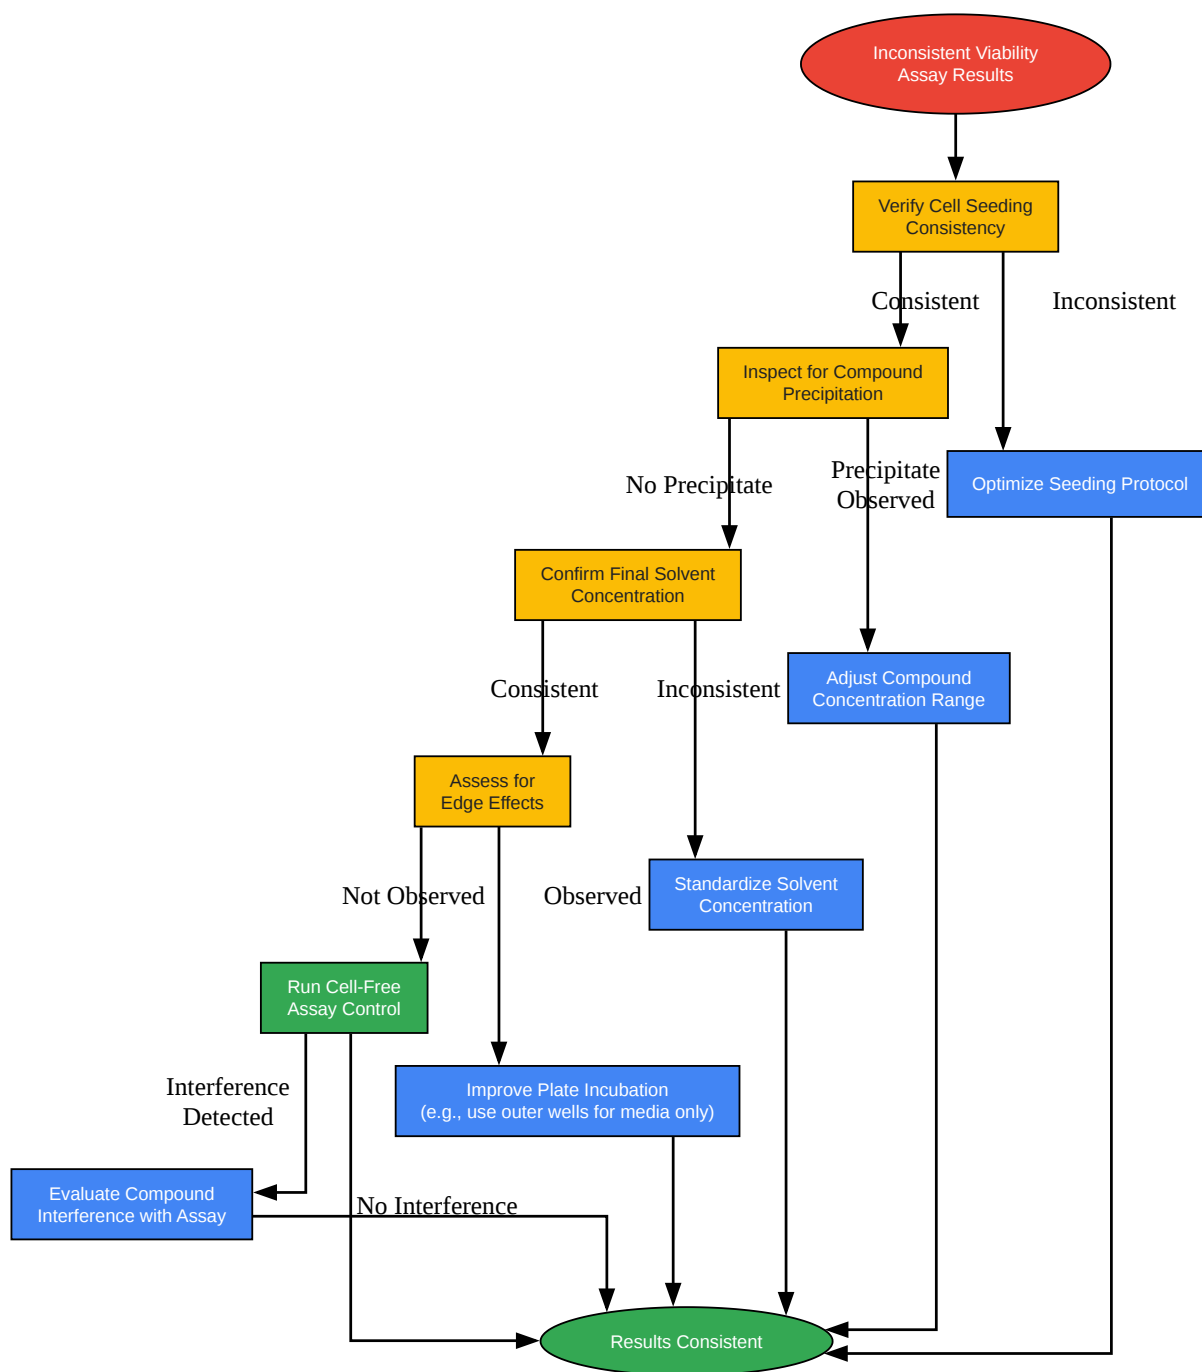 Inconsistent Viability
Assay Results
Verify Cell Seeding
Consistency
Consistent
Inconsistent
Inspect for Compound
Precipitation
No Precipitate
Precipitate
Observed
Optimize Seeding Protocol
Confirm Final Solvent
Concentration
Consistent
Inconsistent
Adjust Compound
Concentration Range
Assess for
Edge Effects
Not Observed
Observed
Standardize Solvent
Concentration
Run Cell-Free
Assay Control
Interference
Detected
Improve Plate Incubation
(e.g., use outer wells for media only)
Evaluate Compound
Interference with Assay
No Interference
Results Consistent